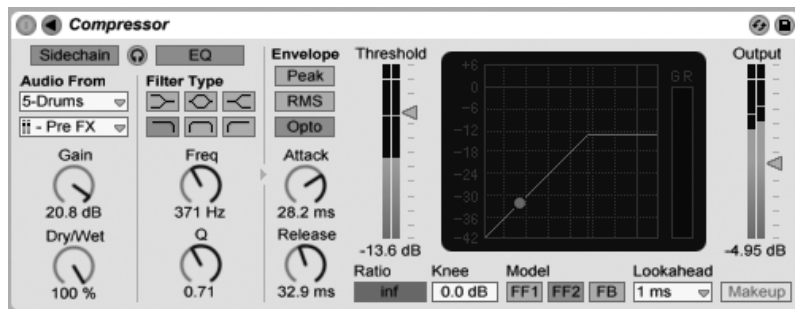 Compressor
Sidechain EQ Envelope Threshold Output
Peak
Audio From Filter Type
5-Drums RMS
- Pre FX Opto
Gain Freq Attack
20.8 dB 371 Hz 28.2 ms
Dry/Wet Q Release
100 % 0.71 32.9 ms
+6
0
-6
-12
-18
-24
-30
-36
-42
GR
-13.6 dB -4.95 dB
Ratio Knee Model Lookahead
inf 0.0 dB FF1 FF2 FB 1 ms Makeup